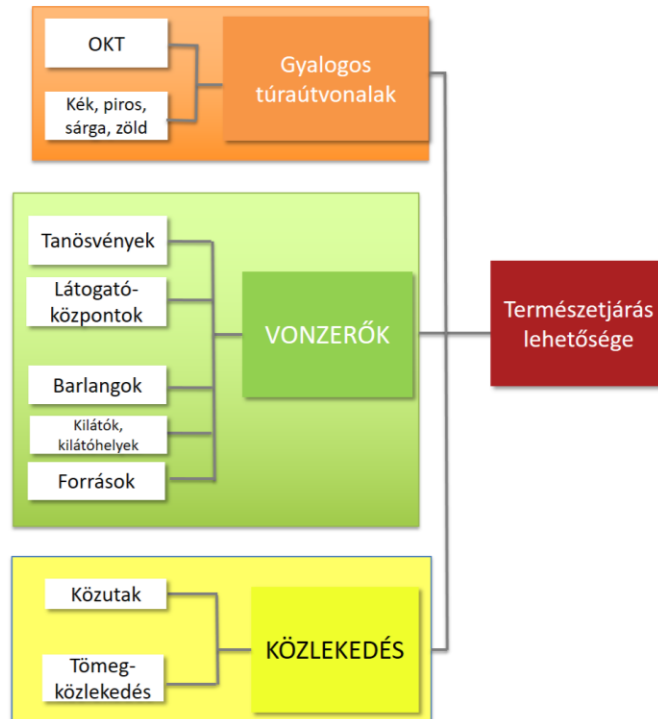 OKT
Kék, piros,
sárga, zöld
Gyalogos
túraútvonalak
Tanösvények
Látogató-
központok
Barlangok
Kilátók,
kilátóhelyek
Források
VONZERŐK
Természetjárás
lehetősége
Közutak
Tömeg-
közlekedés
KÖZLEKEDÉS